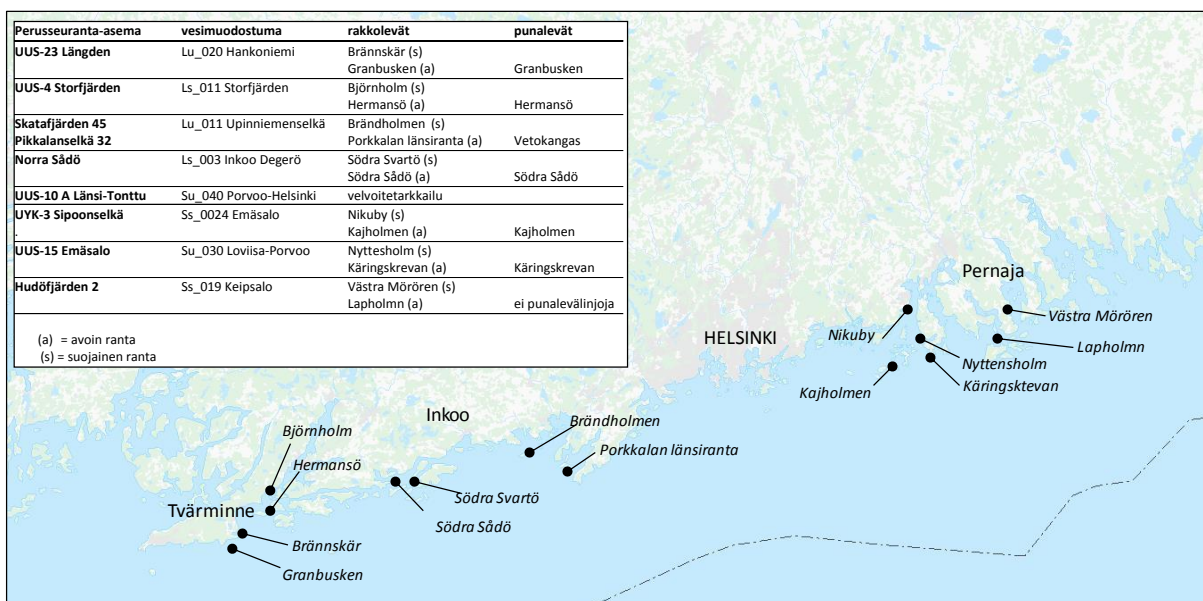 Perusseuranta-asema vesimuodostuma rakkolevät punalevät
UUS-23 Längden Lu_020 Hankoniemi Brännskär (s)
Granbusken (a) Granbusken
UUS-4 Storfjärden Ls_011 Storfjärden Björnholm (s)
Hermansö (a) Hermansö
Skatafjärden 45 Lu_011 Upinniemenselkä Brändholmen (s)
Pikkalanselkä 32 Porkkalan länsiranta (a) Vetokangas
Norra Sådö Ls_003 Inkoo Degerö Södra Svartö (s)
Södra Sådö (a) Södra Sådö
UUS-10 A Länsi-Tonttu Su_040 Porvoo-Helsinki velvoitetarkkailu
UYK-3 Sipoonselkä Ss_0024 Emäsalo Nikuby (s)
. Kajholmen (a) Kajholmen
UUS-15 Emäsalo Su_030 Loviisa-Porvoo Nyttesholm (s)
Käringskrevan (a) Käringskrevan
Hudöfjärden 2 Ss_019 Keipsalo Västra Mörören (s)
Lapholmn (a) ei punalevälinjoja
(a) = avoin ranta
(s) = suojainen ranta
Pernaja
Västra Mörören
Nikuby
HELSINKI
Lapholmn
Nyttensholm
Kajholmen
Käringsktevan
Inkoo
Brändholmen
Björnholm
Porkkalan länsiranta
Hermansö
Södra Svartö
Tvärminne
Södra Sådö
Brännskär
Granbusken